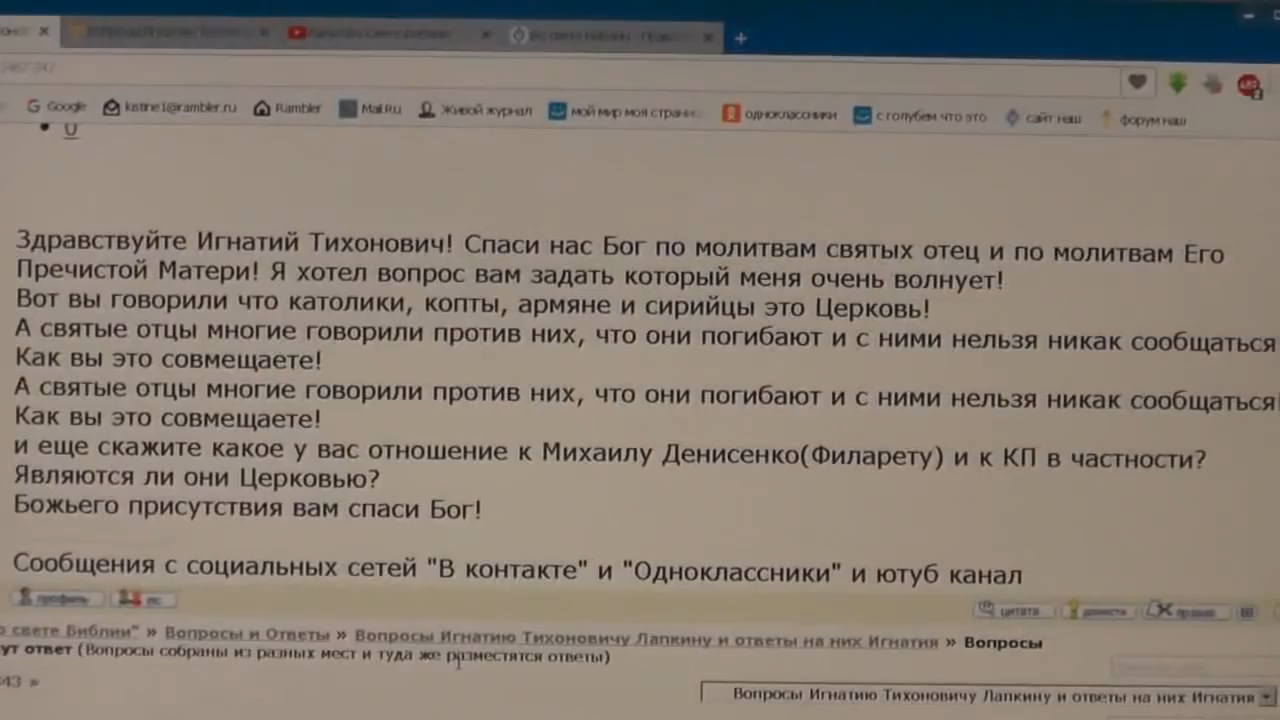 G Google kistine1@rambler.ru Rambler Mail.Ru Живой журнал мой мир моя страни одноклассники с голубем что это сайт наш форум наш
Здравствуйте Игнатий Тихонович! Спаси нас Бог по молитвам святых отец и по молитвам Его
Пречистой Матери! Я хотел вопрос вам задать который меня очень волнует!
Вот вы говорили что католики, копты, армяне и сирийцы это Церковь!
А святые отцы многие говорили против них, что они погибают и с ними нельзя никак сообщаться
Как вы это совмещаете!
А святые отцы многие говорили против них, что они погибают и с ними нельзя никак сообщаться
Как вы это совмещаете!
и еще скажите какое у вас отношение к Михаилу Денисенко(Филарету) и к КП в частности?
Являются ли они Церковью?
Божьего присутствия вам спаси Бог!
Сообщения с социальных сетей "В контакте" и "Одноклассники" и ютуб канал
профиль лс цитата правка
о свете Библии" » Вопросы и Ответы » Вопросы Игнатию Тихоновичу Лапкину и ответы на них Игнатия » Вопросы
ут ответ (Вопросы собраны из разных мест и туда же разместятся ответы)
343 »
Вопросы Игнатию Тихоновичу Лапкину и ответы на них Игнатия